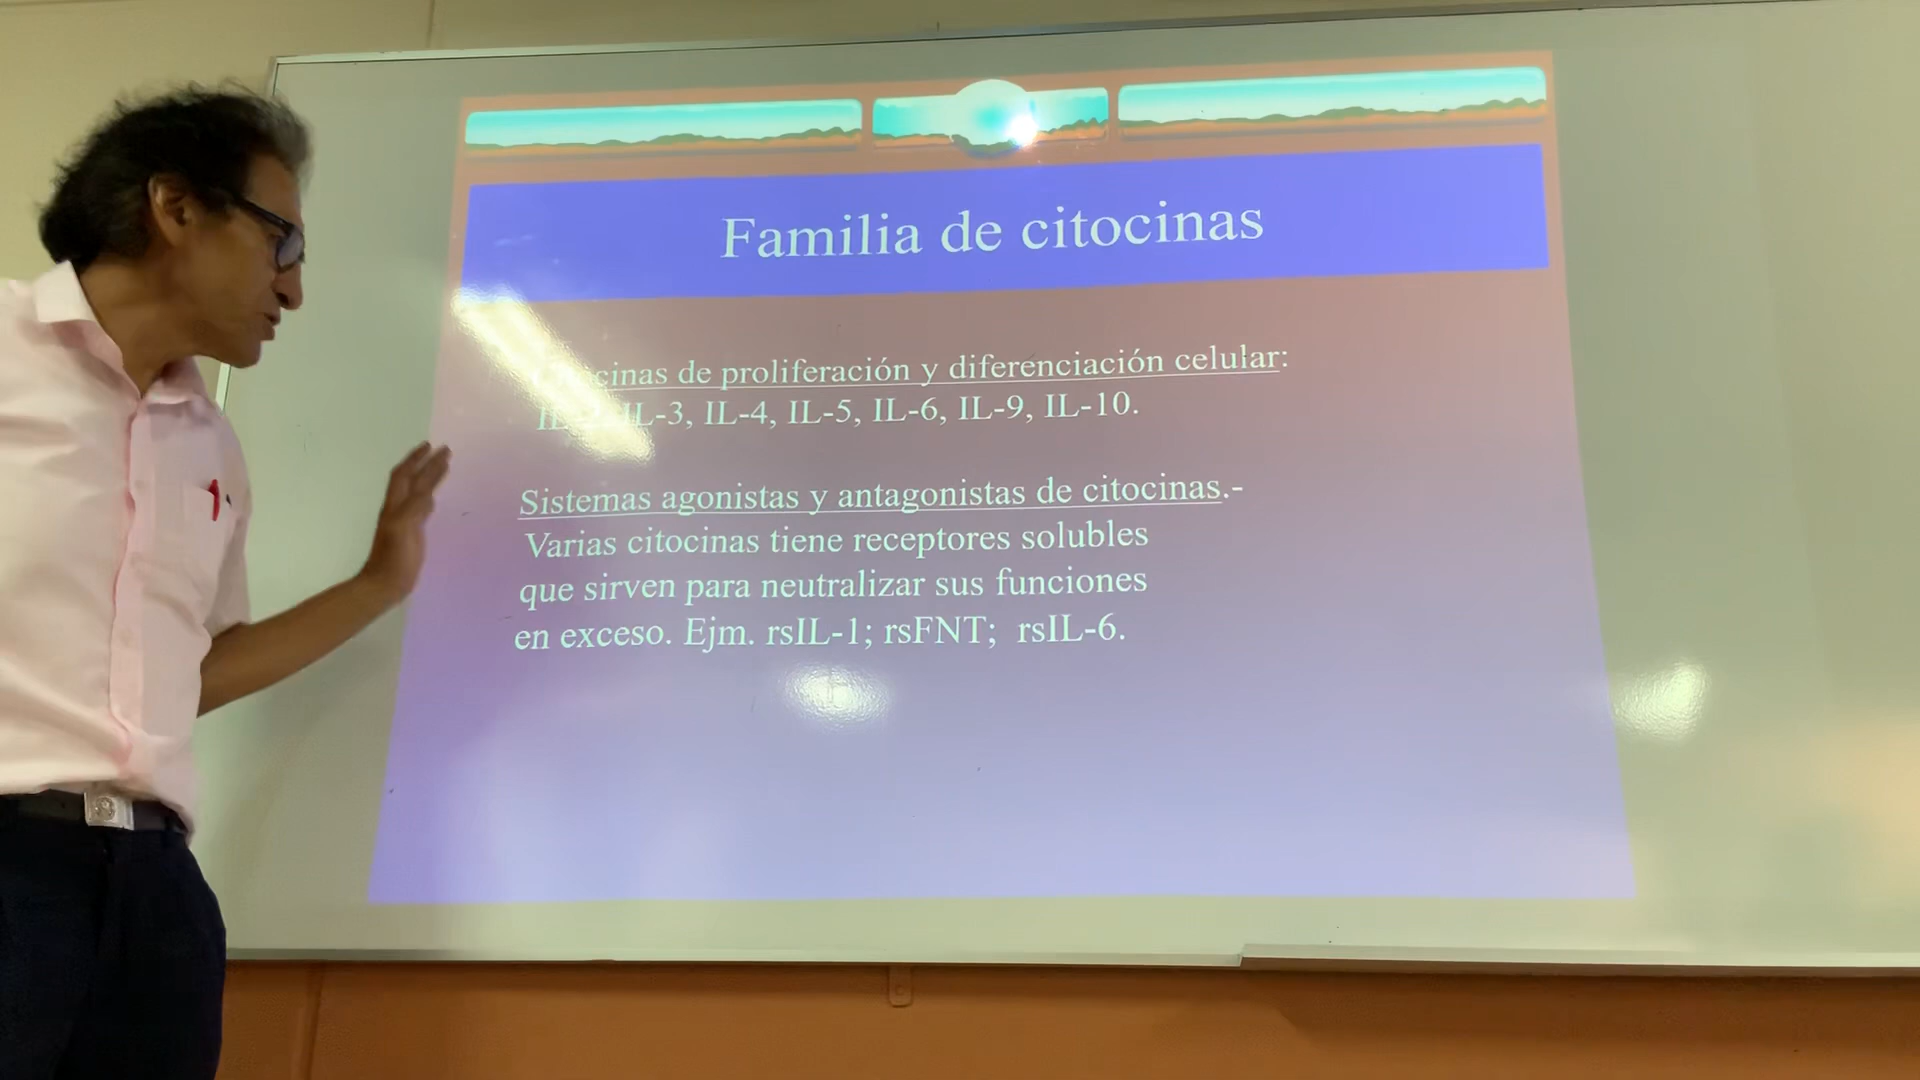 Familia de citocinas
de proliferación y diferenciación celular:
IL-3, IL-4, IL-5, IL-6, IL-9, IL-10.
Sistemas agonistas y antagonistas de citocinas.-
Varias citocinas tiene receptores solubles
que sirven para neutralizar sus funciones
en exceso. Ejm. rsIL-1; rsFNT; rsIL-6.